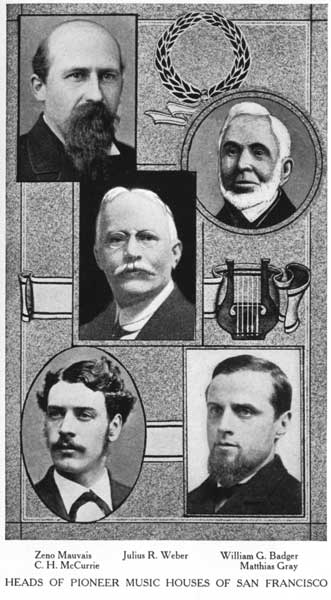 Zeno Mauvais Julius R. Weber William G. Badger
C. H. McCurrie Matthias Gray
HEADS OF PIONEER MUSIC HOUSES OF SAN FRANCISCO